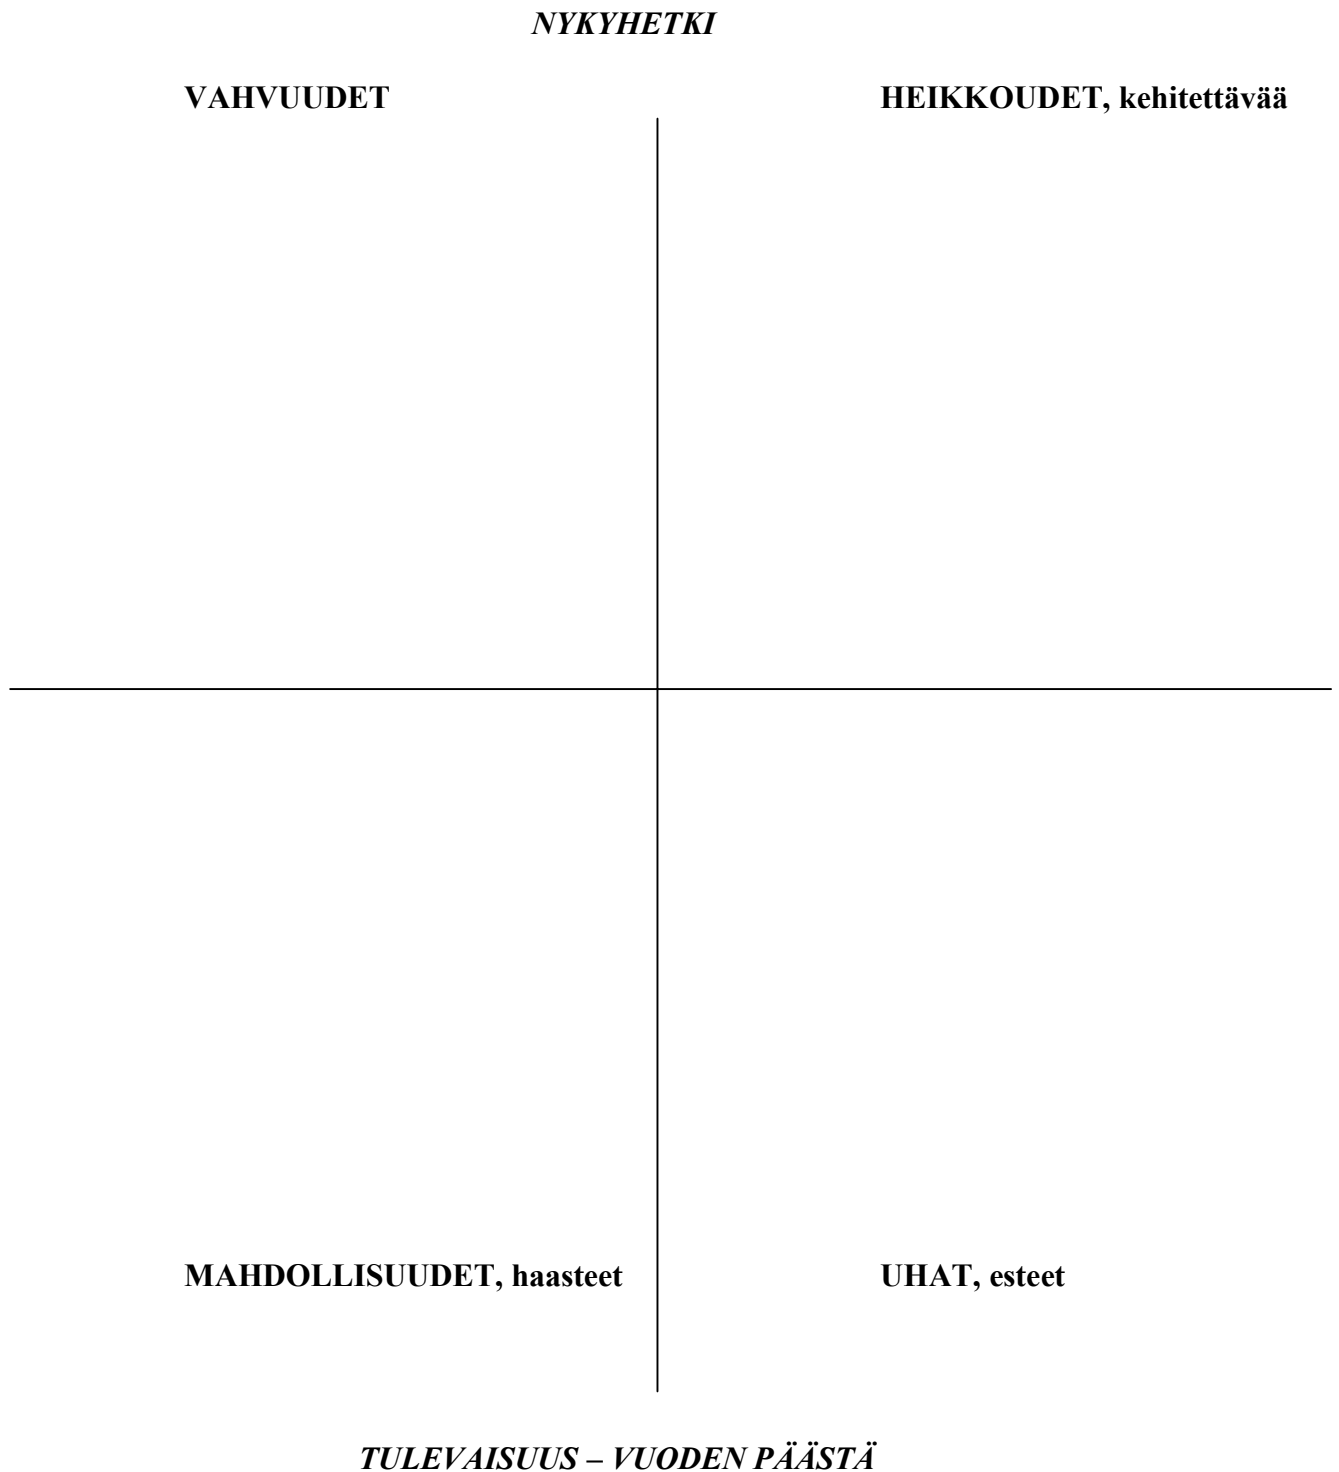 NYKYHETKI
VAHVUUDET
HEIKKOUDET, kehitettävää
MAHDOLLISUUDET, haasteet
UHAT, esteet
TULEVAISUUS – VUODEN PÄÄSTÄ